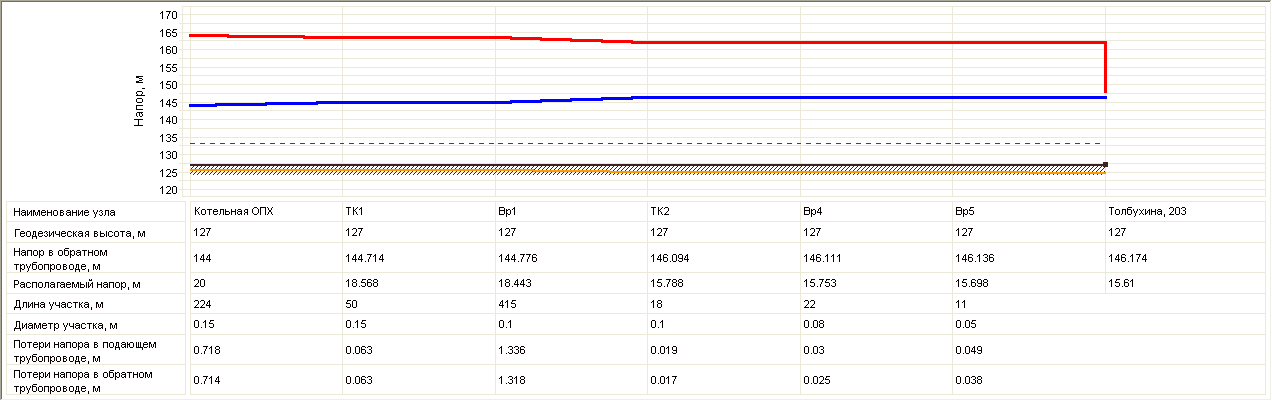 170
165
160
155
150
145
140
135
130
125
120
Напор, м
Наименование узла Котельная ОПХ ТК1 Вр1 ТК2 Вр4 Вр5 Толбухина, 203
Геодезическая высота, м 127 127 127 127 127 127 127
Напор в обратном
трубопроводе, м 144 144.714 144.776 146.094 146.111 146.136 146.174
Располагаемый напор, м 20 18.568 18.443 15.788 15.753 15.698 15.61
Длина участка, м 224 50 415 18 22 11
Диаметр участка, м 0.15 0.15 0.1 0.1 0.08 0.05
Потери напора в подающем
трубопроводе, м 0.718 0.063 1.336 0.019 0.03 0.049
Потери напора в обратном
трубопроводе, м 0.714 0.063 1.318 0.017 0.025 0.038